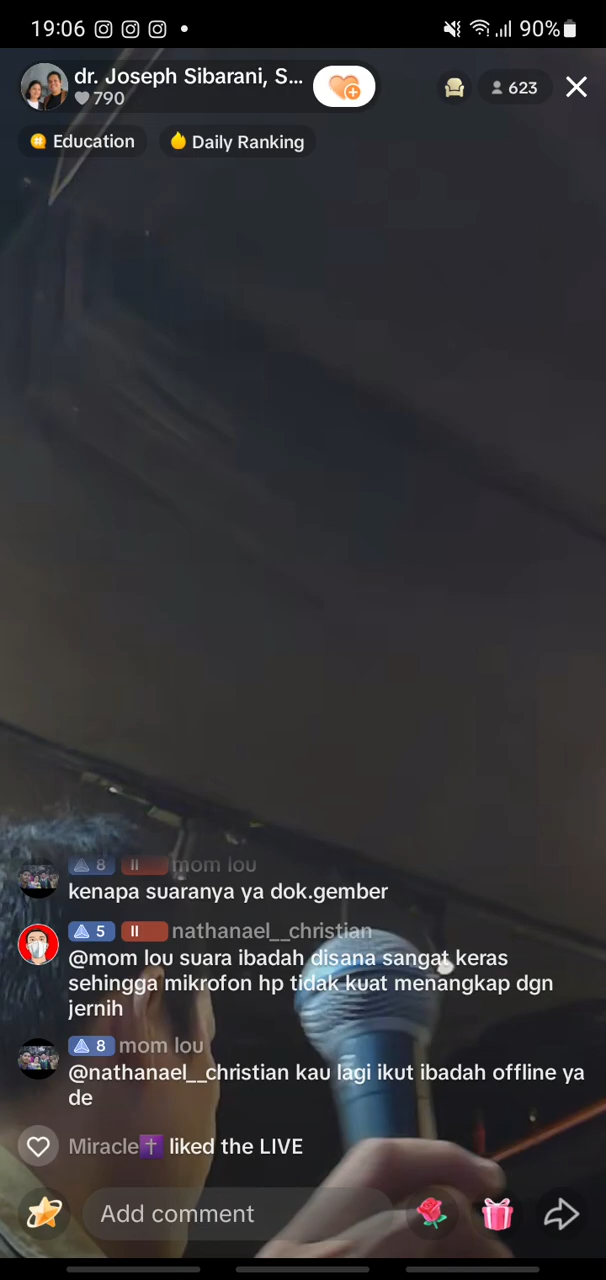 19:06 90%
dr. Joseph Sibarani, S...
790
623
Education
Daily Ranking
8 II mom lou
kenapa suaranya ya dok.gember
5 II nathanael__christian
@mom lou suara ibadah disana sangat keras
sehingga mikrofon hp tidak kuat menangkap dgn
jernih
8 mom lou
@nathanael__christian kau lagi ikut ibadah offline ya
de
Miracle✝️ liked the LIVE
Add comment